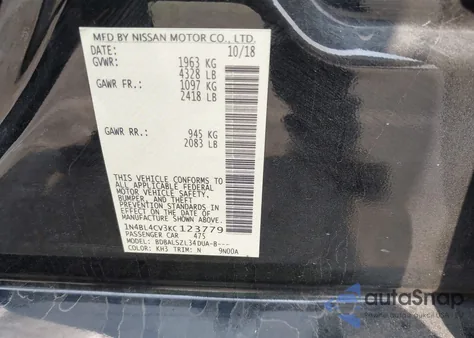 MFD BY NISSAN MOTOR CO., LTD.
DATE: 10/18
GVWR: 1963 KG
4328 LB
GAWR FR.: 1097 KG
2418 LB
GAWR RR.: 945 KG
2083 LB
THIS VEHICLE CONFORMS TO
ALL APPLICABLE FEDERAL
MOTOR VEHICLE SAFETY,
BUMPER, AND THEFT
PREVENTION STANDARDS
IN EFFECT ON THE DATE OF
MANUFACTURE SHOWN ABOVE.
1N4BL4CV3KC123779
PASSENGER CAR 475
MODEL: BDBALSZL34DUA-B---
COLOR: KH3 TRIM: N 9N00A
autaSnap